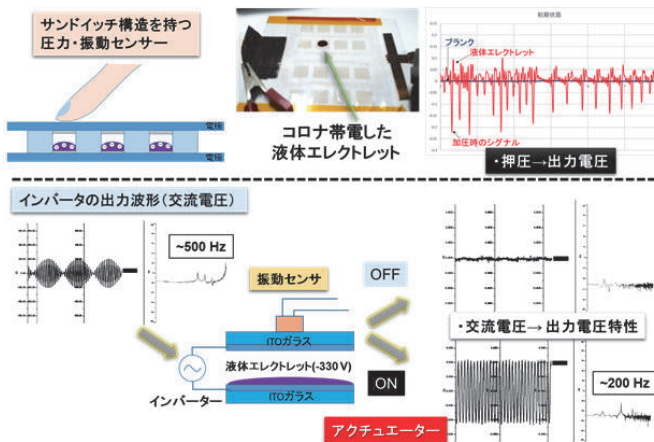 サンドイッチ構造を持つ
圧力・振動センサー
電極
電極
コロナ帯電した
液体エレクトレット
初期状態
ブランク
液体エレクトレット
加圧時のシグナル
・押圧→出力電圧
インバータの出力波形(交流電圧)
~500 Hz
振動センサ
OFF
ITOガラス
液体エレクトレット(-330 V)
ITOガラス
インバーター
ON
・交流電圧→出力電圧特性
~200 Hz
アクチュエーター